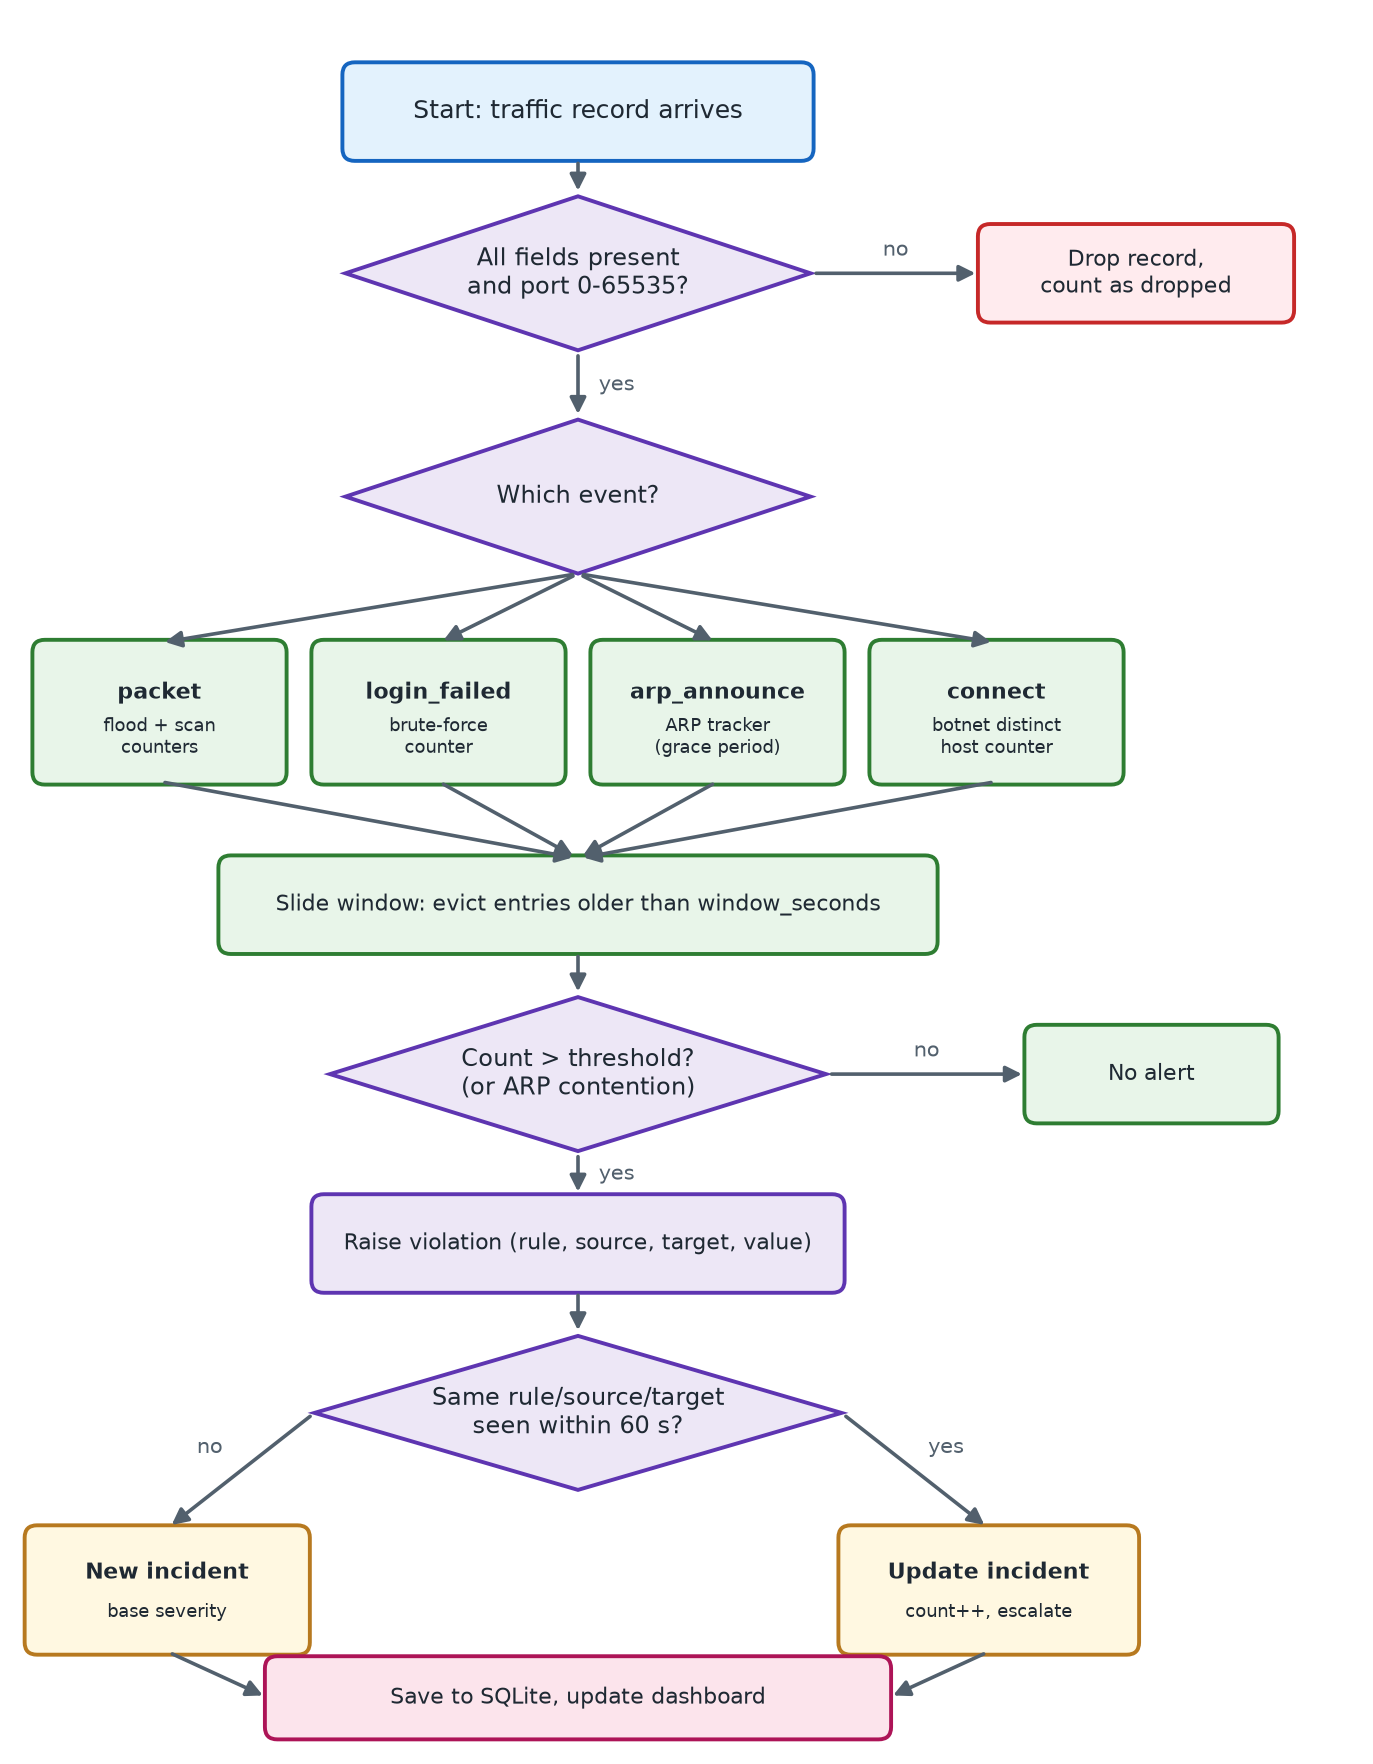 Start: traffic record arrives
All fields present
and port 0-65535?
no
Drop record,
count as dropped
yes
Which event?
packet
flood + scan
counters
login_failed
brute-force
counter
arp_announce
ARP tracker
(grace period)
connect
botnet distinct
host counter
Slide window: evict entries older than window_seconds
Count > threshold?
(or ARP contention)
no
No alert
yes
Raise violation (rule, source, target, value)
Same rule/source/target
seen within 60 s?
no
yes
New incident
base severity
Update incident
count++, escalate
Save to SQLite, update dashboard